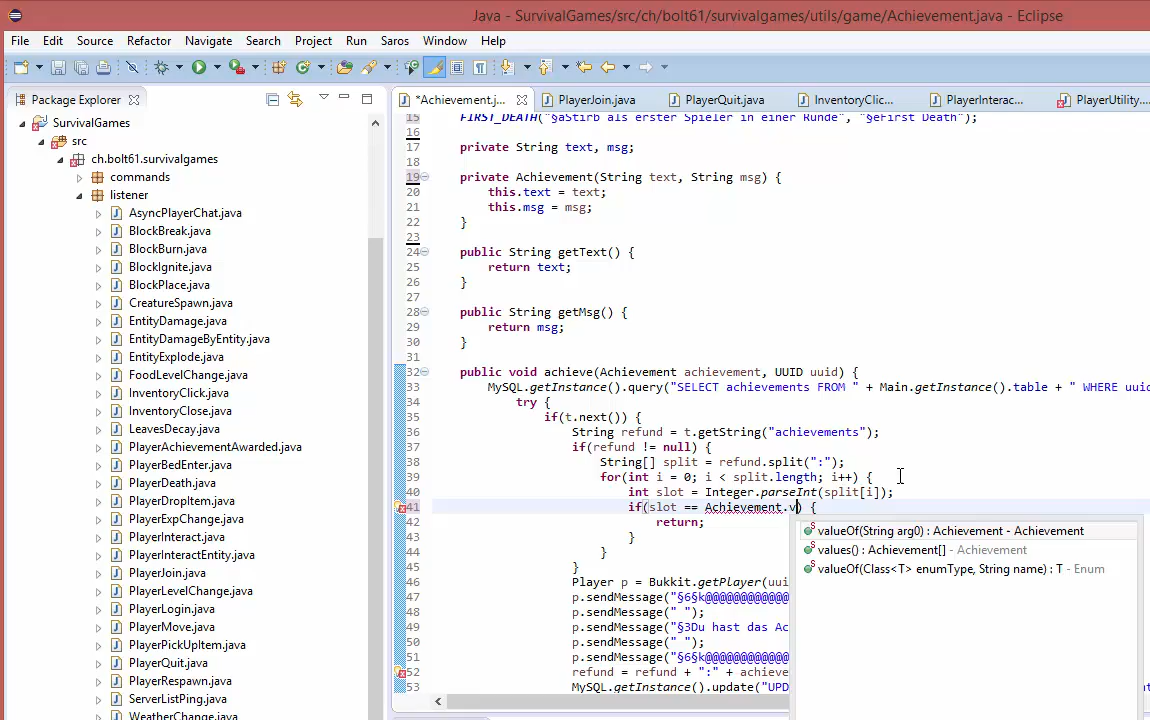 Java - SurvivalGames/src/ch/bolt61/survivalgames/utils/game/Achievement.java - Eclipse
File Edit Source Refactor Navigate Search Project Run Saros Window Help
Package Explorer
*Achievement.j... PlayerJoin.java PlayerQuit.java InventoryClic... PlayerInterac... PlayerUtility...
SurvivalGames
src
ch.bolt61.survivalgames
commands
listener
AsyncPlayerChat.java
BlockBreak.java
BlockBurn.java
BlockIgnite.java
BlockPlace.java
CreatureSpawn.java
EntityDamage.java
EntityDamageByEntity.java
EntityExplode.java
FoodLevelChange.java
InventoryClick.java
InventoryClose.java
LeavesDecay.java
PlayerAchievementAwarded.java
PlayerBedEnter.java
PlayerDeath.java
PlayerDropItem.java
PlayerExpChange.java
PlayerInteract.java
PlayerInteractEntity.java
PlayerJoin.java
PlayerLevelChange.java
PlayerLogin.java
PlayerMove.java
PlayerPickUpItem.java
PlayerQuit.java
PlayerRespawn.java
ServerListPing.java
WeatherChange.java
15 FIRST_DEATH("§aStirb als erster Spieler in einer Runde", "§eFirst Death");
16
17 private String text, msg;
18
19 private Achievement(String text, String msg) {
20 this.text = text;
21 this.msg = msg;
22 }
23
24 public String getText() {
25 return text;
26 }
27
28 public String getMsg() {
29 return msg;
30 }
31
32 public void achieve(Achievement achievement, UUID uuid) {
33 MySQL.getInstance().query("SELECT achievements FROM " + Main.getInstance().table + " WHERE uuid
34 try {
35 if(t.next()) {
36 String refund = t.getString("achievements");
37 if(refund != null) {
38 String[] split = refund.split(":");
39 for(int i = 0; i < split.length; i++) {
40 int slot = Integer.parseInt(split[i]);
41 if(slot == Achievement.v) {
42 return;
43 }
44 }
45 }
46 Player p = Bukkit.getPlayer(uui
47 p.sendMessage("§6§k@@@@@@@@@@@@
48 p.sendMessage(" ");
49 p.sendMessage("§3Du hast das Ac
50 p.sendMessage(" ");
51 p.sendMessage("§6§k@@@@@@@@@@@@
52 refund = refund + ":" + achieve
53 MySQL.getInstance().update("UPD
valueOf(String arg0) : Achievement - Achievement
values() : Achievement[] - Achievement
valueOf(Class<T> enumType, String name) : T - Enum